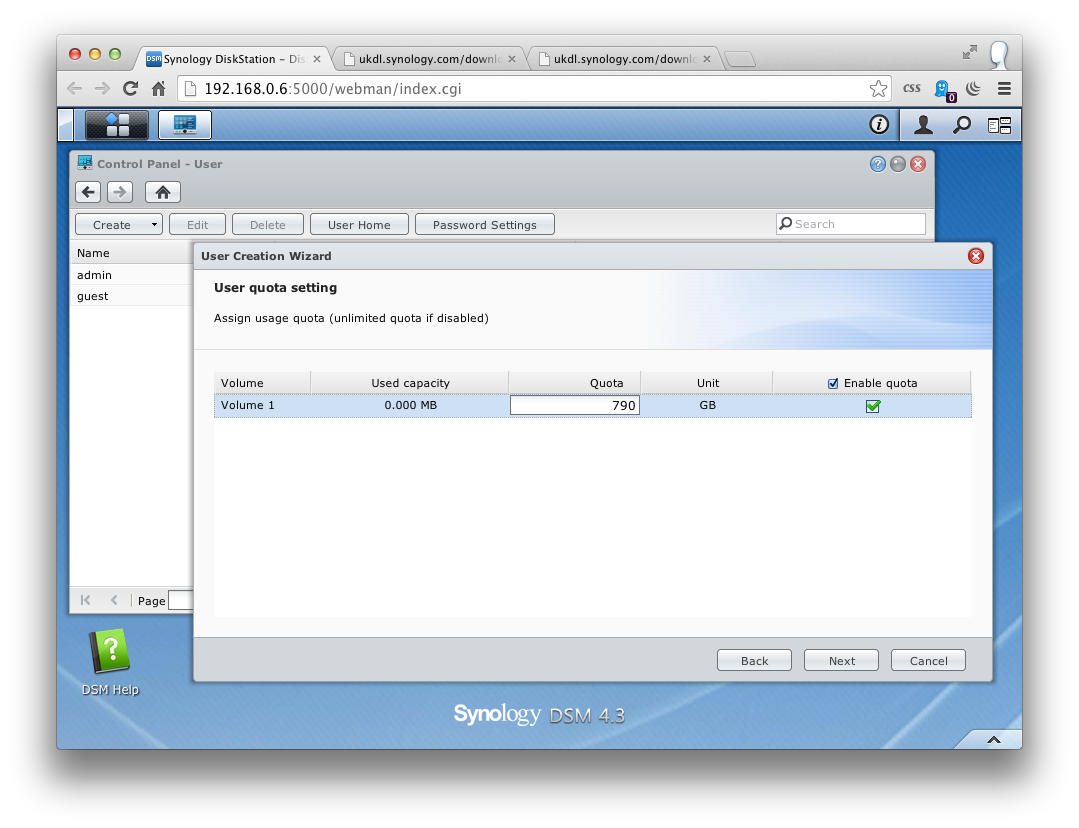 DSM Synology DiskStation – Dis
ukdl.synology.com/downl
ukdl.synology.com/downl
192.168.0.6:5000/webman/index.cgi
css
0
Control Panel - User
Create
Edit
Delete
User Home
Password Settings
Search
Name
admin
guest
Page
User Creation Wizard
User quota setting
Assign usage quota (unlimited quota if disabled)
Volume Used capacity Quota Unit Enable quota
Volume 1 0.000 MB 790 GB
Back
Next
Cancel
DSM Help
Synology DSM 4.3